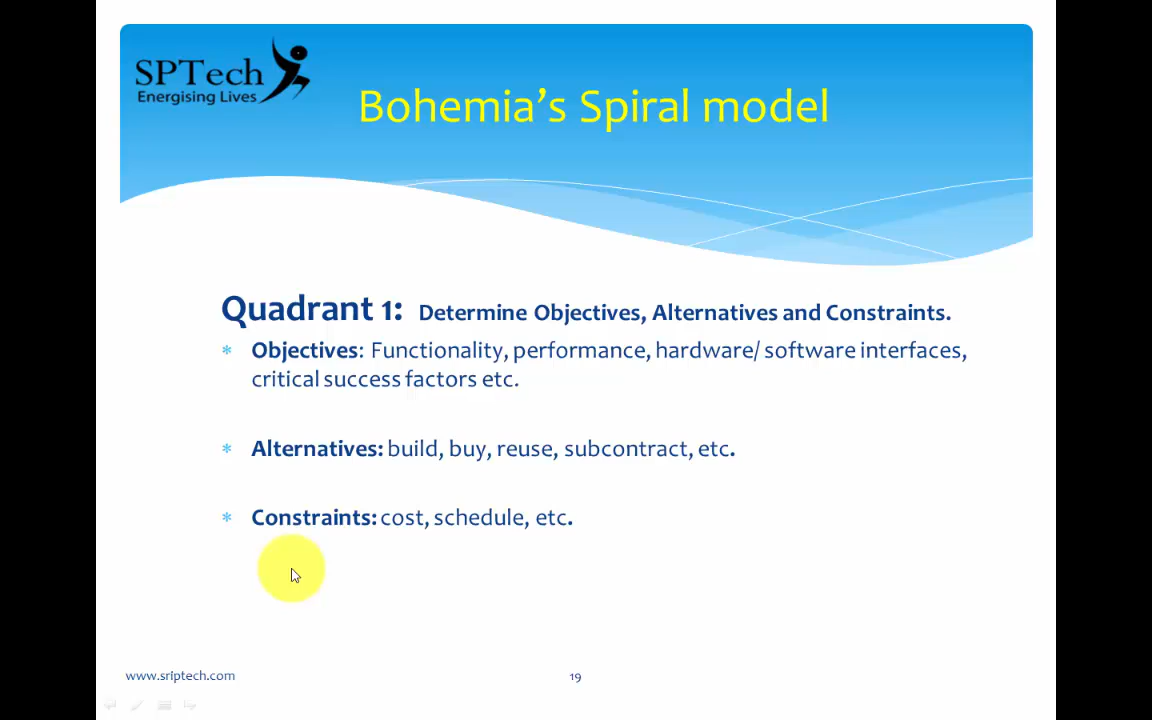 SPTech
Energising Lives
Bohemia’s Spiral model
Quadrant 1: Determine Objectives, Alternatives and Constraints.
* Objectives: Functionality, performance, hardware/ software interfaces,
critical success factors etc.
* Alternatives: build, buy, reuse, subcontract, etc.
* Constraints: cost, schedule, etc.
www.sriptech.com
19